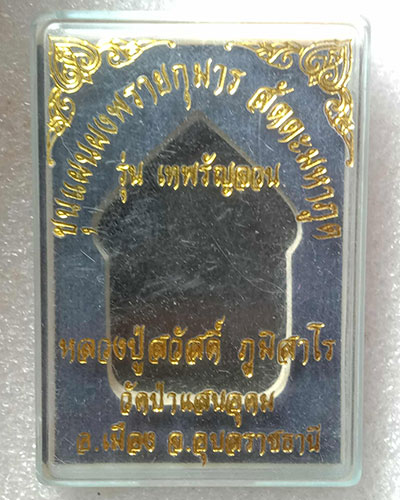 ขุนแผนผงพรายกุมาร สัตตะมหาภูต
รุ่น เทพรัญจวน
หลวงปู่สวัสดิ์ ภูมิสาโร
วัดป่าแสนอุดม
อ.เมือง จ.อุบลราชธานี